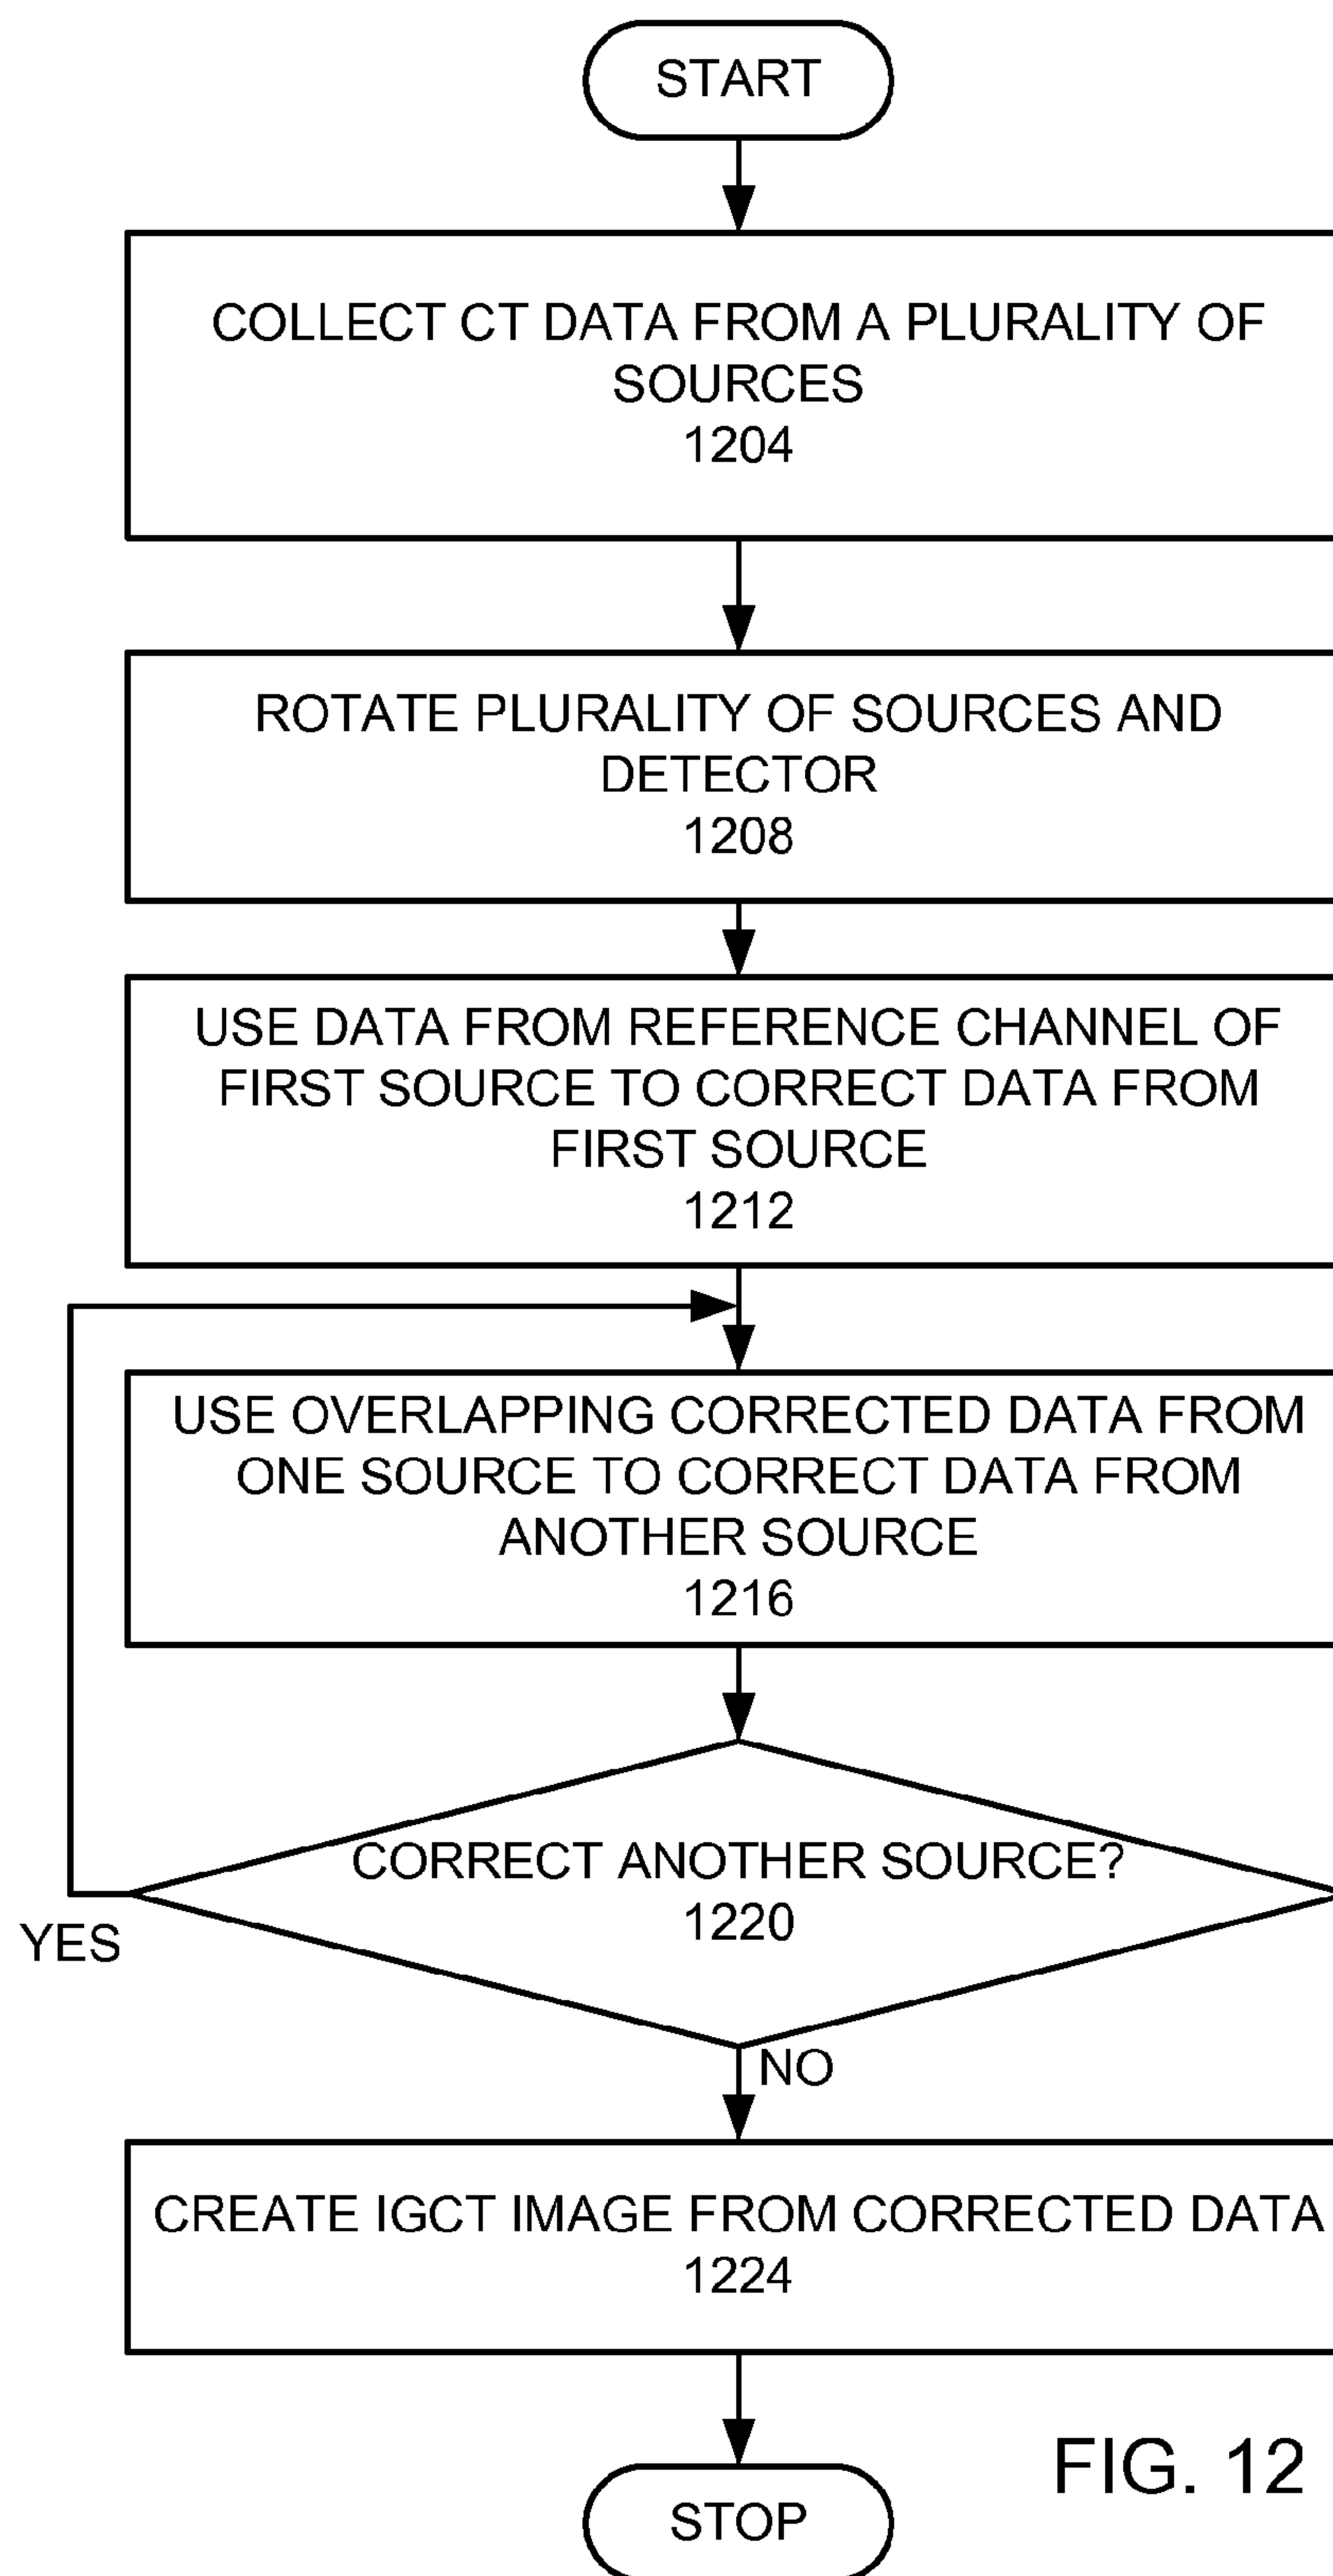 START
COLLECT CT DATA FROM A PLURALITY OF
SOURCES
1204
ROTATE PLURALITY OF SOURCES AND
DETECTOR
1208
USE DATA FROM REFERENCE CHANNEL OF
FIRST SOURCE TO CORRECT DATA FROM
FIRST SOURCE
1212
USE OVERLAPPING CORRECTED DATA FROM
ONE SOURCE TO CORRECT DATA FROM
ANOTHER SOURCE
1216
CORRECT ANOTHER SOURCE?
1220
YES
NO
CREATE IGCT IMAGE FROM CORRECTED DATA
1224
FIG. 12
STOP